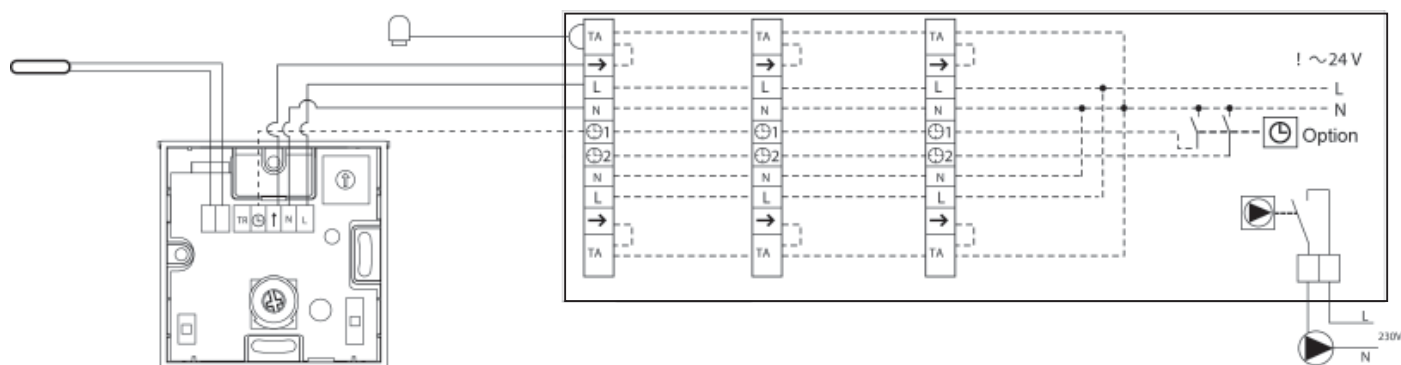 TA TA TA
→ → → ! ~24 V
L L L L
N N N N
1 1 1 Option
2 2 2
N N N
L L L
→ → →
TA TA TA
TR ↑ N L
L
230V
N